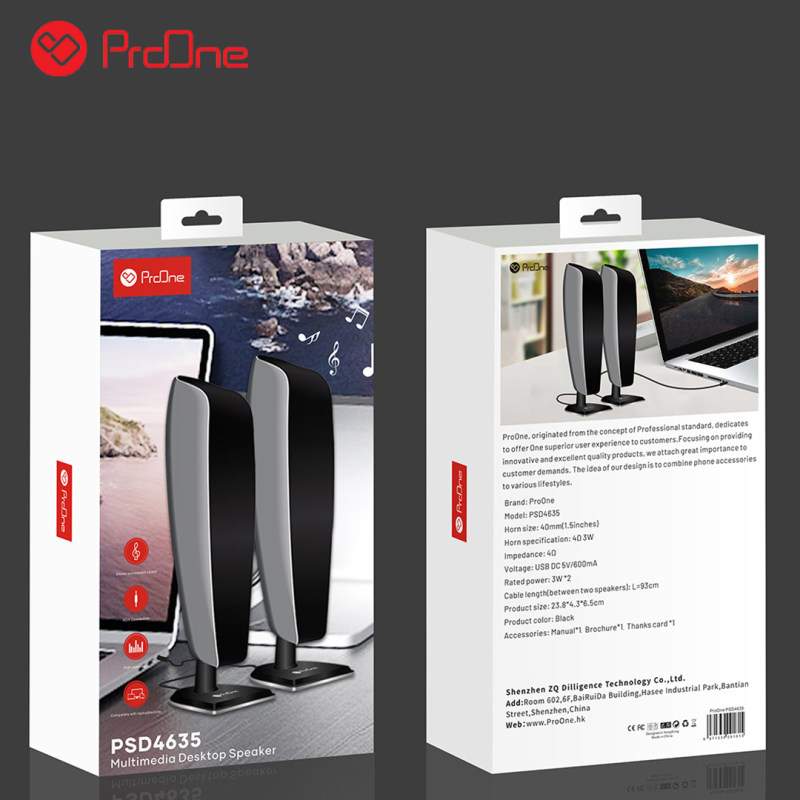 ProOne
ProOne
ProOne
PSD4635
Multimedia Desktop Speaker
ProOne
ProOne
ProOne, originated from the concept of Professional standard, dedicates
to offer One superior user experience to customers.Focusing on providing
innovative and excellent quality products, we attach great importance to
customer demands. The idea of our design is to combine phone accessories
to various lifestyles.
Brand: ProOne
Model: PSD4635
Horn size: 40mm(1.5inches)
Horn specification: 4Ω 3W
Impedance: 4Ω
Voltage: USB DC 5V/600mA
Rated power: 3W *2
Cable length(between two speakers): L=93cm
Product size: 23.8*4.3*6.5cm
Product color: Black
Accessories: Manual*1 Brochure*1 Thanks card *1
Shenzhen ZQ Dilligence Technology Co.,Ltd.
Add:Room 602,6F,BaiRuiDa Building,Hasee Industrial Park,Bantian
Street,Shenzhen,China
Web:www.ProOne.hk
ProOne PSD4635
CE FC
Made in China